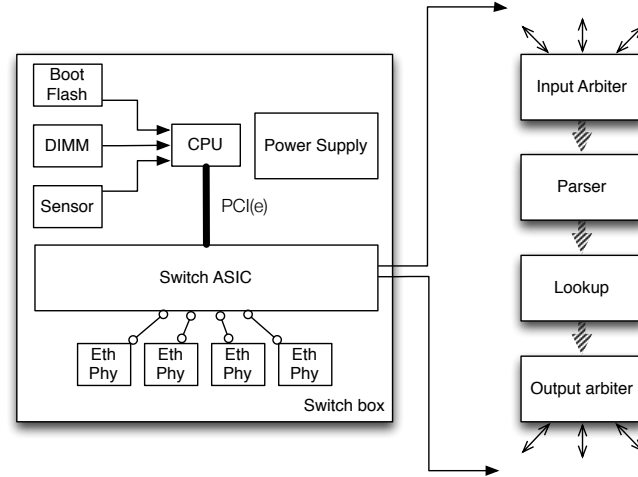 Boot
Flash
DIMM
Sensor
CPU
Power Supply
PCI(e)
Switch ASIC
Eth
Phy
Eth
Phy
Eth
Phy
Eth
Phy
Switch box
Input Arbiter
Parser
Lookup
Output arbiter